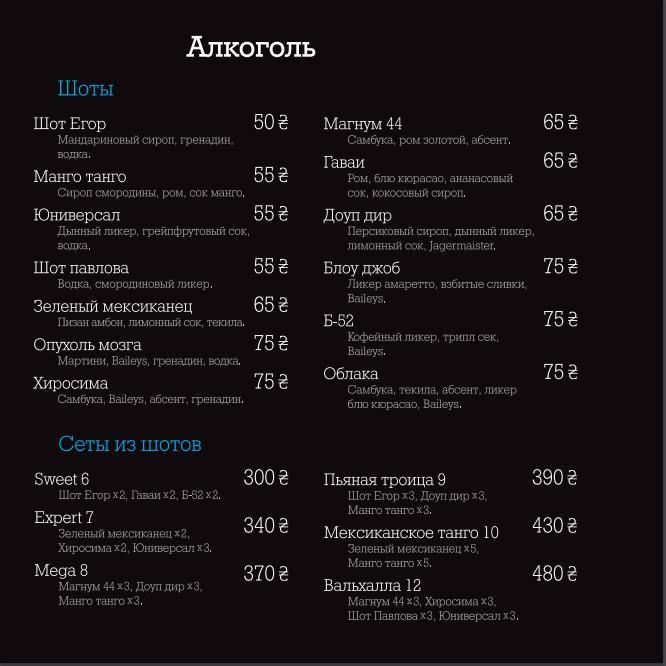 Алкоголь
Шоты
Шот Егор 50 ₴
Мандариновый сироп, гренадин,
водка.
Манго танго 55 ₴
Сироп смородины, ром, сок манго.
Юниверсал 55 ₴
Дынный ликер, грейпфрутовый сок,
водка.
Шот павлова 55 ₴
Водка, смородиновый ликер.
Зеленый мексиканец 65 ₴
Пизан амбон, лимонный сок, текила.
Опухоль мозга 75 ₴
Мартини, Baileys, гренадин, водка.
Хиросима 75 ₴
Самбука, Baileys, абсент, гренадин.
Магнум 44 65 ₴
Самбука, ром золотой, абсент.
Гаваи 65 ₴
Ром, блю кюрасао, ананасовый
сок, кокосовый сироп.
Доуп дир 65 ₴
Персиковый сироп, дынный ликер,
лимонный сок, Jagermaister.
Блоу джоб 75 ₴
Ликер амаретто, взбитые сливки,
Baileys.
Б-52 75 ₴
Кофейный ликер, трипл сек,
Baileys.
Облака 75 ₴
Самбука, текила, абсент, ликер
блю кюрасао, Baileys.
Сеты из шотов
Sweet 6 300 ₴
Шот Егор x2, Гаваи x2, Б-52 x2.
Expert 7 340 ₴
Зеленый мексиканец x2,
Хиросима x2, Юниверсал x3.
Mega 8 370 ₴
Магнум 44 x3, Доуп дир x3,
Манго танго x3.
Пьяная троица 9 390 ₴
Шот Егор x3, Доуп дир x3,
Манго танго x3.
Мексиканское танго 10 430 ₴
Зеленый мексиканец x5,
Манго танго x5.
Вальхалла 12 480 ₴
Магнум 44 x3, Хиросима x3,
Шот Павлова x3, Юниверсал x3.